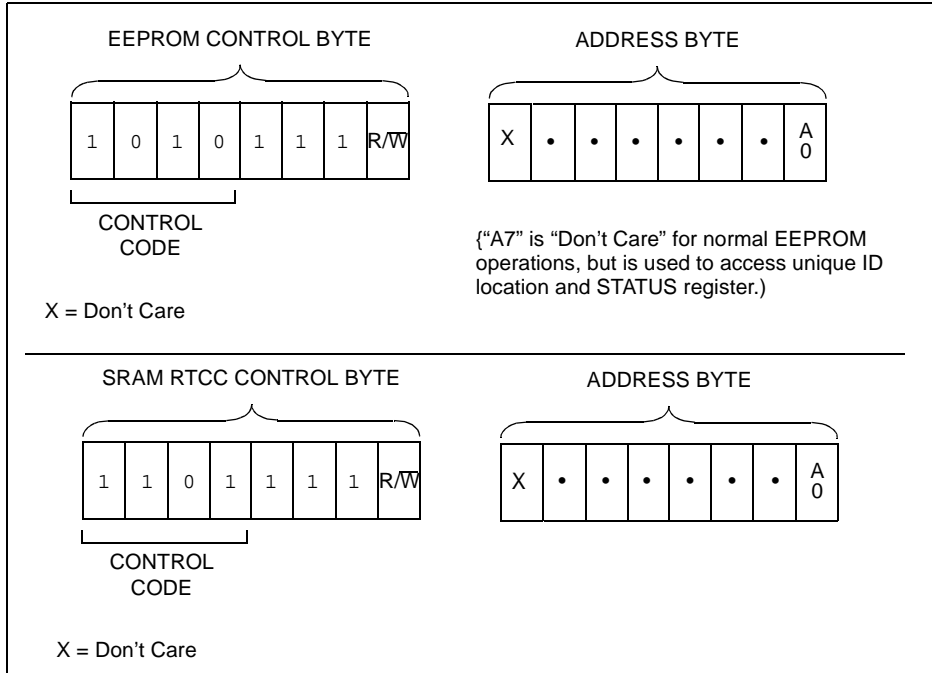 EEPROM CONTROL BYTE
ADDRESS BYTE
1 0 1 0 1 1 1 R/W̅
X • • • • • • A0
CONTROL
CODE
{“A7” is “Don’t Care” for normal EEPROM
operations, but is used to access unique ID
location and STATUS register.)
X = Don’t Care
SRAM RTCC CONTROL BYTE
ADDRESS BYTE
1 1 0 1 1 1 1 R/W̅
X • • • • • • A0
CONTROL
CODE
X = Don’t Care